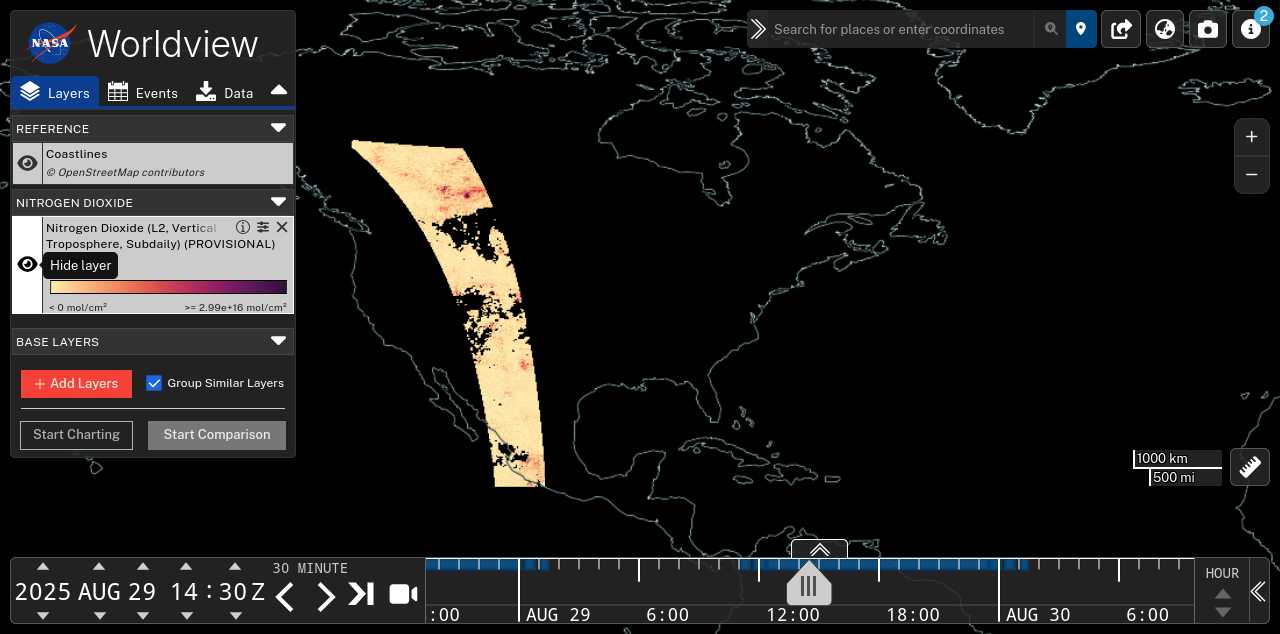 NASA
Worldview
Layers
Events
Data
REFERENCE
Coastlines
© OpenStreetMap contributors
NITROGEN DIOXIDE
Nitrogen Dioxide (L2, Vertical
Troposphere, Subdaily) (PROVISIONAL)
Hide layer
< 0 mol/cm²
>= 2.99e+16 mol/cm²
BASE LAYERS
+ Add Layers
Group Similar Layers
Start Charting
Start Comparison
Search for places or enter coordinates
2
+
−
1000 km
500 mi
2025 AUG 29 14 : 30 Z
30 MINUTE
:00
AUG 29
6:00
12:00
18:00
AUG 30
6:00
HOUR